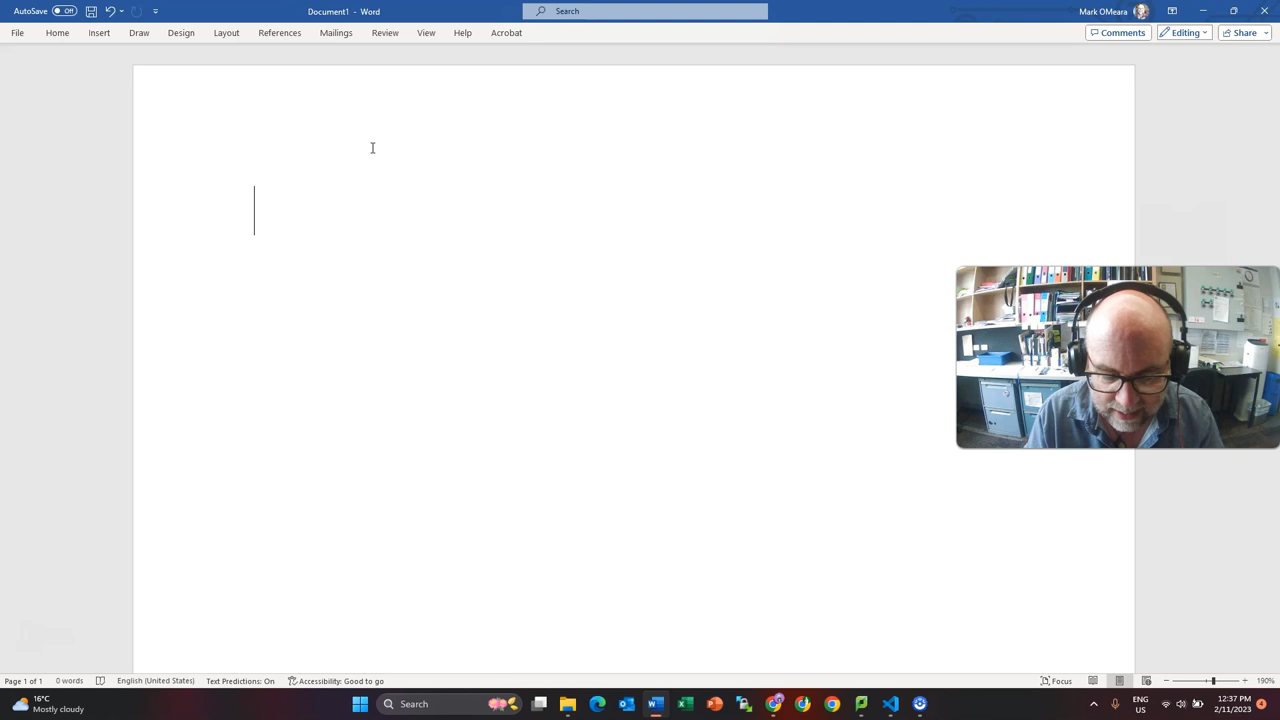 AutoSave Off Document1 - Word Search Mark OMeara
File Home Insert Draw Design Layout References Mailings Review View Help Acrobat Comments Editing Share
Page 1 of 1 0 words English (United States) Text Predictions: On Accessibility: Good to go Focus 190%
16°C
Mostly cloudy
Search
ENG
US
12:37 PM
2/11/2023